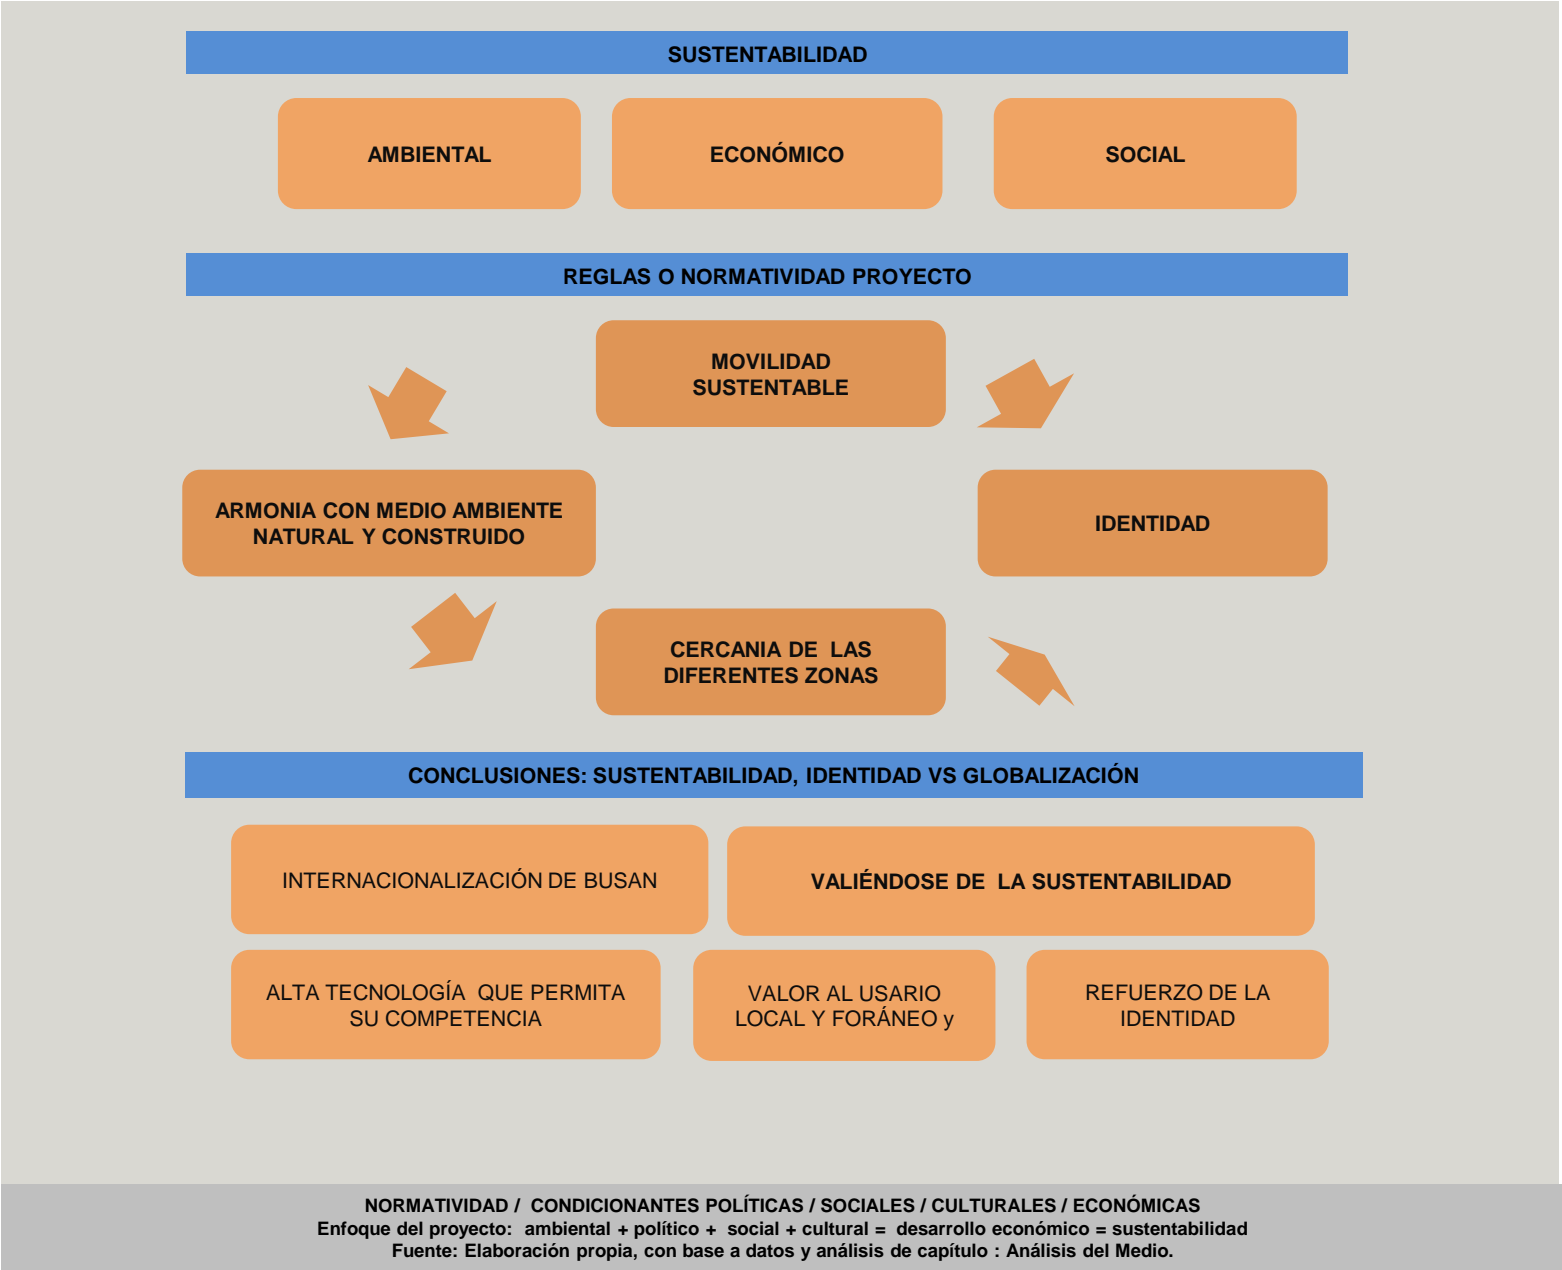 SUSTENTABILIDAD
AMBIENTAL
ECONÓMICO
SOCIAL
REGLAS O NORMATIVIDAD PROYECTO
MOVILIDAD
SUSTENTABLE
ARMONIA CON MEDIO AMBIENTE
NATURAL Y CONSTRUIDO
IDENTIDAD
CERCANIA DE LAS
DIFERENTES ZONAS
CONCLUSIONES: SUSTENTABILIDAD, IDENTIDAD VS GLOBALIZACIÓN
INTERNACIONALIZACIÓN DE BUSAN
VALIÉNDOSE DE LA SUSTENTABILIDAD
ALTA TECNOLOGÍA QUE PERMITA
SU COMPETENCIA
VALOR AL USARIO
LOCAL Y FORÁNEO y
REFUERZO DE LA
IDENTIDAD
NORMATIVIDAD / CONDICIONANTES POLÍTICAS / SOCIALES / CULTURALES / ECONÓMICAS
Enfoque del proyecto: ambiental + político + social + cultural = desarrollo económico = sustentabilidad
Fuente: Elaboración propia, con base a datos y análisis de capítulo : Análisis del Medio.